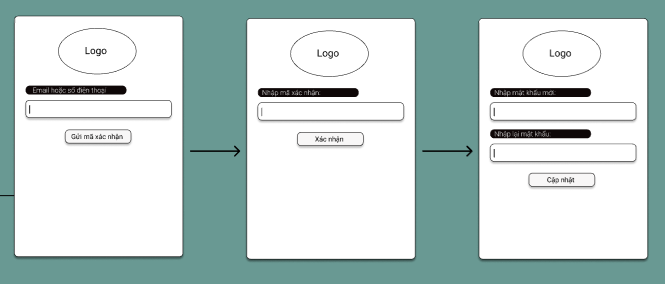 Logo
Email hoặc số điện thoại
Gửi mã xác nhận
Logo
Nhập mã xác nhận:
Xác nhận
Logo
Nhập mật khẩu mới:
Nhập lại mật khẩu:
Cập nhật